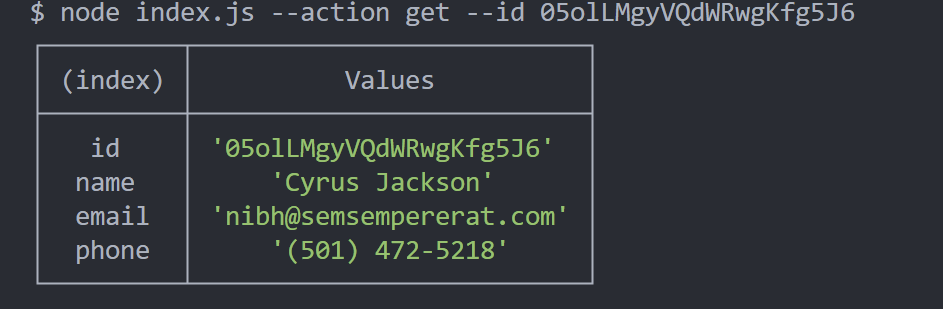 $ node index.js --action get --id 05olLMgyVQdWRwgKfg5J6
(index) Values
id '05olLMgyVQdWRwgKfg5J6'
name 'Cyrus Jackson'
email 'nibh@semsempererat.com'
phone '(501) 472-5218'